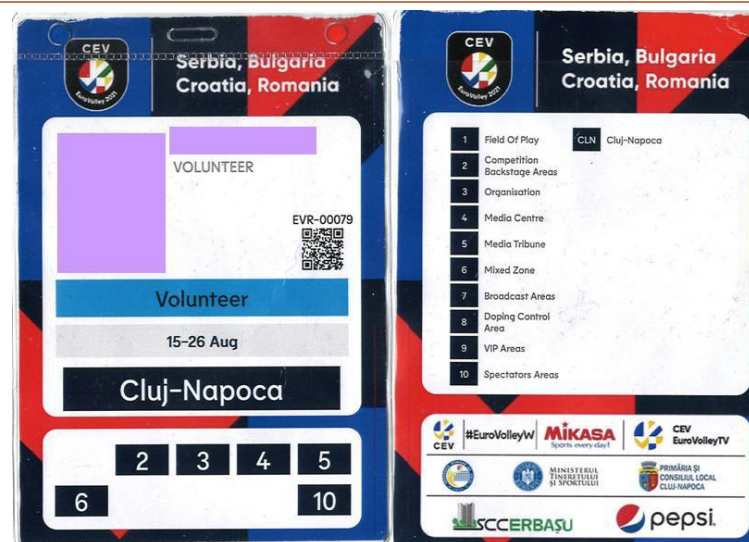 CEV
EuroVolley 2021
Serbia, Bulgaria
Croatia, Romania
VOLUNTEER
EVR-00079
Volunteer
15-26 Aug
Cluj-Napoca
2 3 4 5
6 10
CEV
EuroVolley 2021
Serbia, Bulgaria
Croatia, Romania
1 Field Of Play CLN Cluj-Napoca
2 Competition
Backstage Areas
3 Organisation
4 Media Centre
5 Media Tribune
6 Mixed Zone
7 Broadcast Areas
8 Doping Control
Area
9 VIP Areas
10 Spectators Areas
CEV #EuroVolleyW MIKASA CEV
Sports every day! EuroVolleyTV
MINISTERUL
TINERETULUI
ȘI SPORTULUI
PRIMĂRIA ȘI
CONSILIUL LOCAL
CLUJ-NAPOCA
SCCERBAȘU pepsi